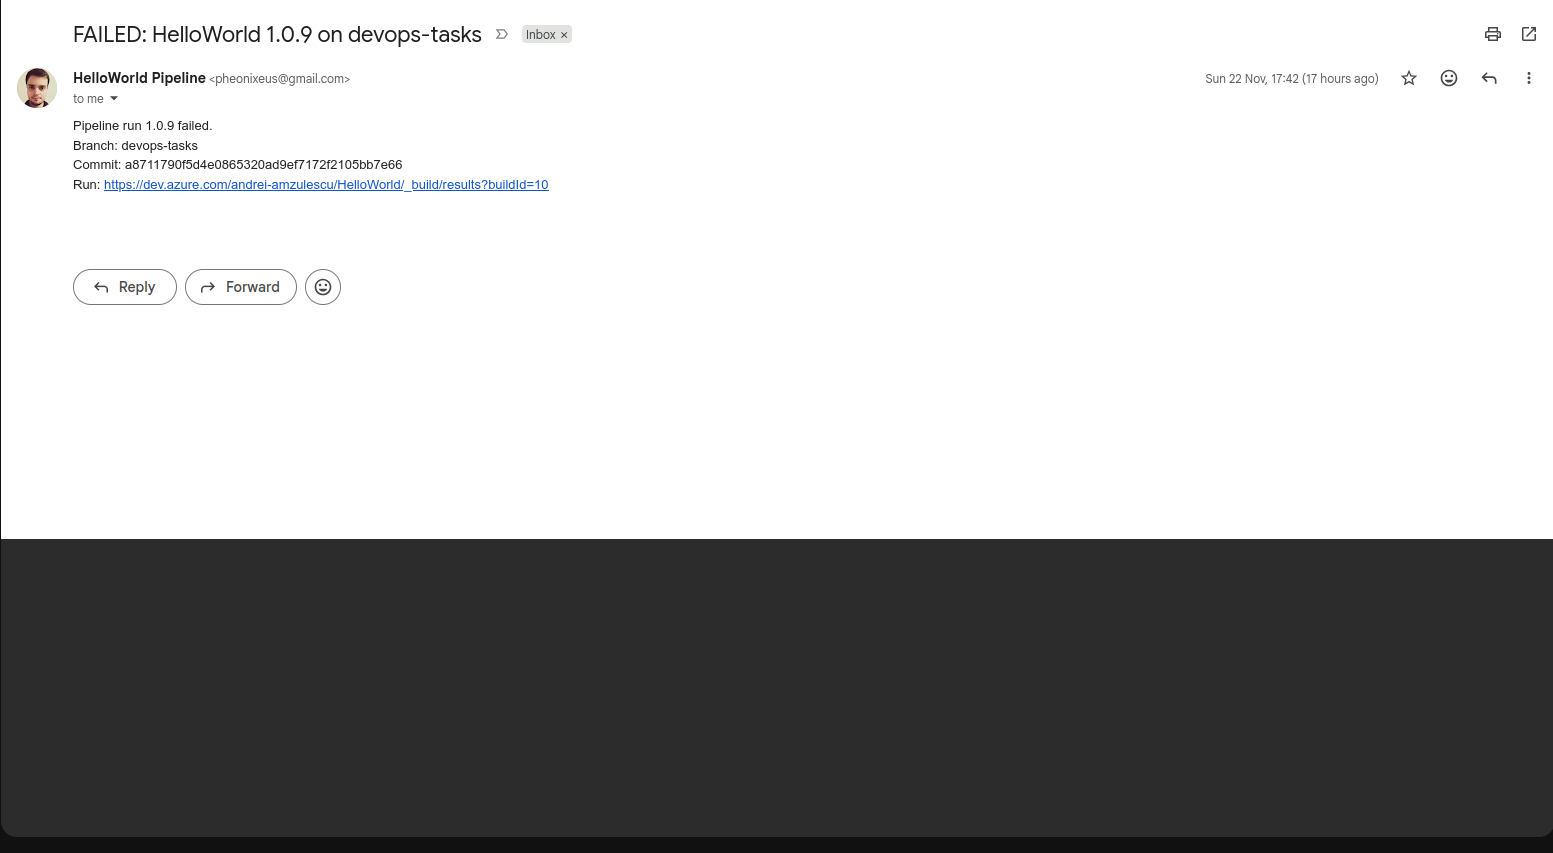 FAILED: HelloWorld 1.0.9 on devops-tasks Inbox ×
HelloWorld Pipeline <pheonixeus@gmail.com> Sun 22 Nov, 17:42 (17 hours ago)
to me
Pipeline run 1.0.9 failed.
Branch: devops-tasks
Commit: a8711790f5d4e0865320ad9ef7172f2105bb7e66
Run: https://dev.azure.com/andrei-amzulescu/HelloWorld/_build/results?buildId=10
Reply Forward